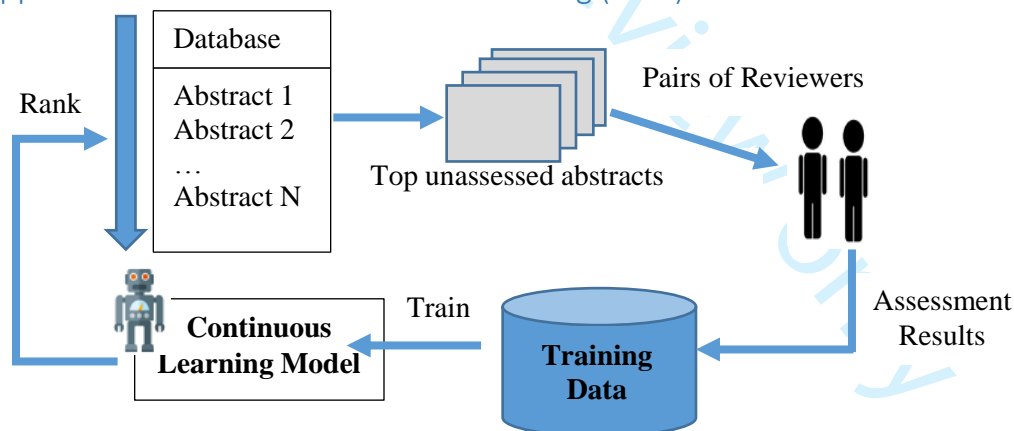 Database
Rank
Abstract 1
Abstract 2
…
Abstract N
Top unassessed abstracts
Pairs of Reviewers
Assessment
Results
Training
Data
Train
Continuous
Learning Model